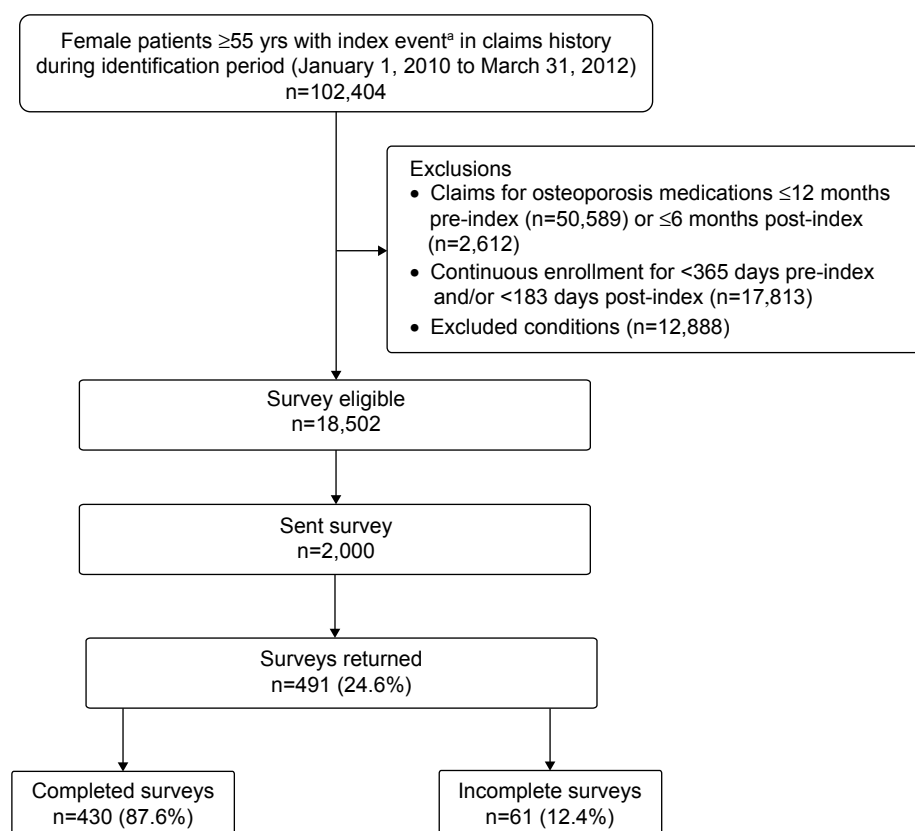 Female patients ≥55 yrs with index eventᵃ in claims history
during identification period (January 1, 2010 to March 31, 2012)
n=102,404
Exclusions
• Claims for osteoporosis medications ≤12 months
pre-index (n=50,589) or ≤6 months post-index
(n=2,612)
• Continuous enrollment for <365 days pre-index
and/or <183 days post-index (n=17,813)
• Excluded conditions (n=12,888)
Survey eligible
n=18,502
Sent survey
n=2,000
Surveys returned
n=491 (24.6%)
Completed surveys
n=430 (87.6%)
Incomplete surveys
n=61 (12.4%)